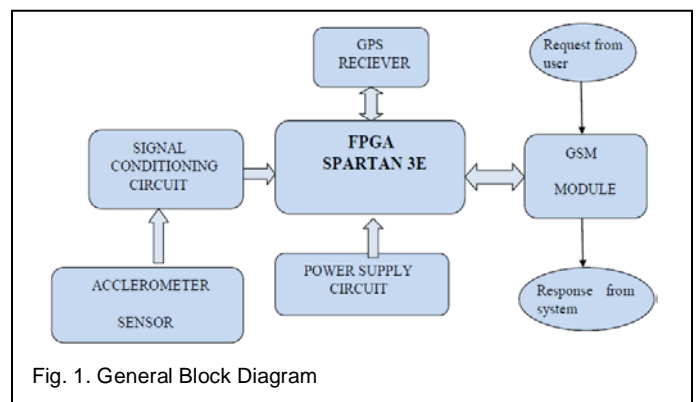 GPS
RECIEVER
Request from
user
FPGA
SPARTAN 3E
SIGNAL
CONDITIONING
CIRCUIT
GSM
MODULE
ACCLEROMETER
SENSOR
POWER SUPPLY
CIRCUIT
Response from
system
Fig. 1. General Block Diagram